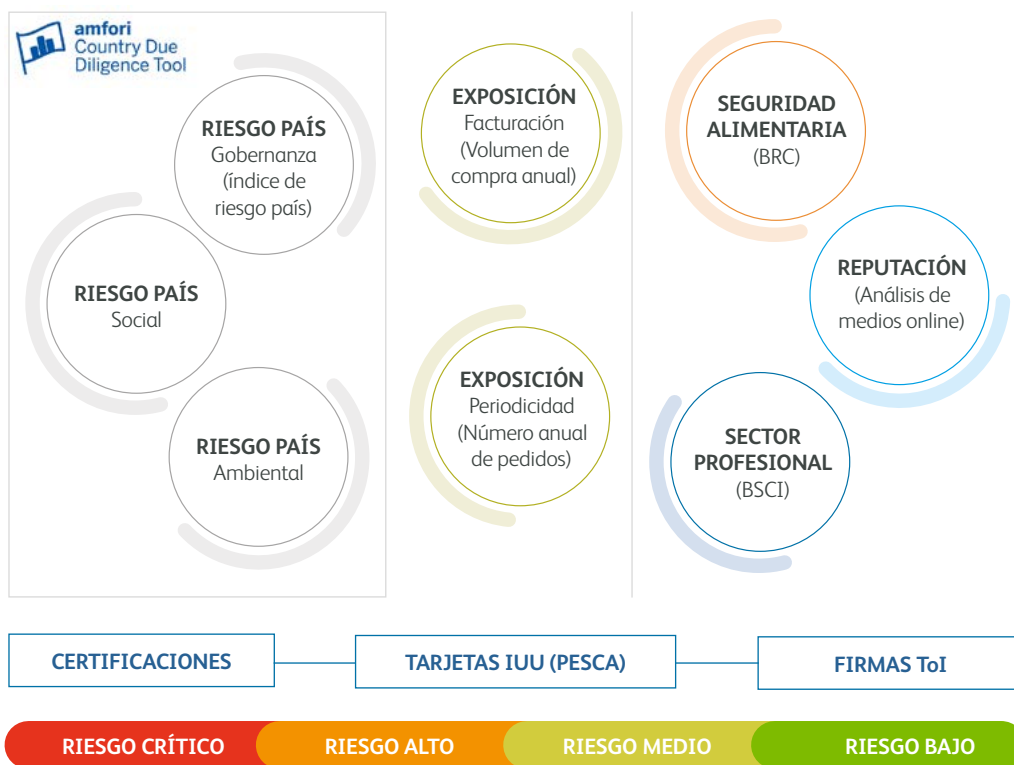 amfori
Country Due
Diligence Tool
RIESGO PAÍS
Gobernanza
(índice de
riesgo país)
RIESGO PAÍS
Social
RIESGO PAÍS
Ambiental
EXPOSICIÓN
Facturación
(Volumen de
compra anual)
EXPOSICIÓN
Periodicidad
(Número anual
de pedidos)
SEGURIDAD
ALIMENTARIA
(BRC)
REPUTACIÓN
(Análisis de
medios online)
SECTOR
PROFESIONAL
(BSCI)
CERTIFICACIONES
TARJETAS IUU (PESCA)
FIRMAS ToI
RIESGO CRÍTICO
RIESGO ALTO
RIESGO MEDIO
RIESGO BAJO